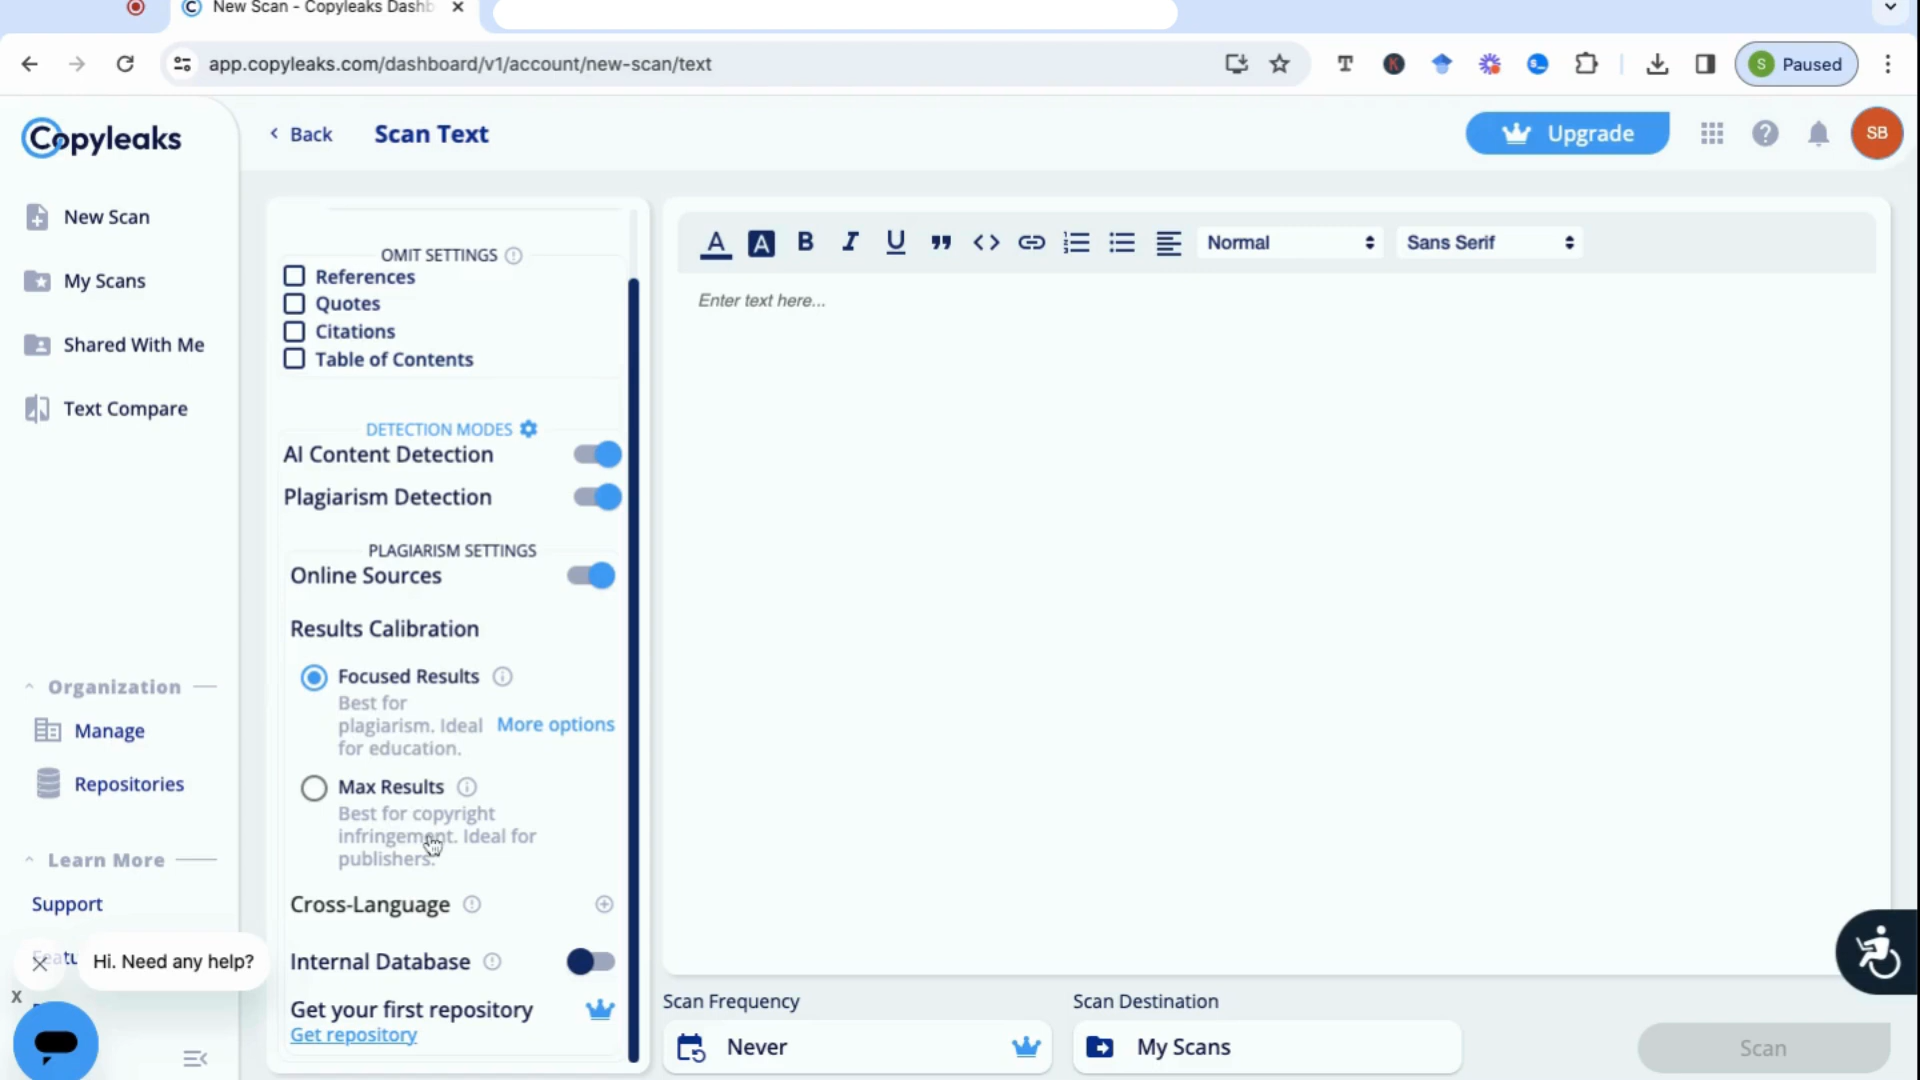 New Scan - Copyleaks Dashb
app.copyleaks.com/dashboard/v1/account/new-scan/text
S Paused
Copyleaks
Back
Scan Text
Upgrade
SB
New Scan
My Scans
Shared With Me
Text Compare
Organization
Manage
Repositories
Learn More
Support
Featu
Hi. Need any help?
X
OMIT SETTINGS
References
Quotes
Citations
Table of Contents
DETECTION MODES
AI Content Detection
Plagiarism Detection
PLAGIARISM SETTINGS
Online Sources
Results Calibration
Focused Results
Best for
plagiarism. Ideal
for education.
More options
Max Results
Best for copyright
infringement. Ideal for
publishers.
Cross-Language
Internal Database
Get your first repository
Get repository
Normal
Sans Serif
Enter text here...
Scan Frequency
Never
Scan Destination
My Scans
Scan